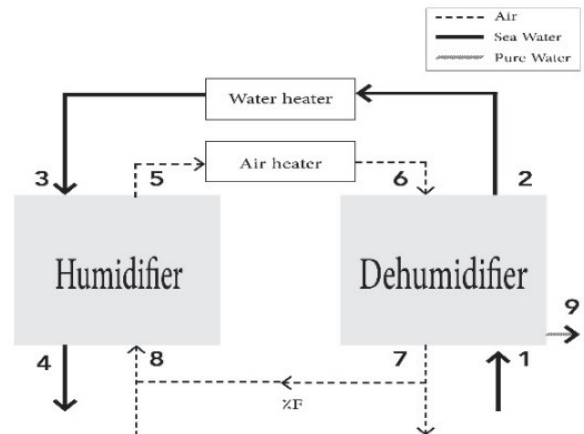 Air
Sea Water
Pure Water
Water heater
Air heater
3
5
6
2
Humidifier
Dehumidifier
9
4
8
7
1
%F